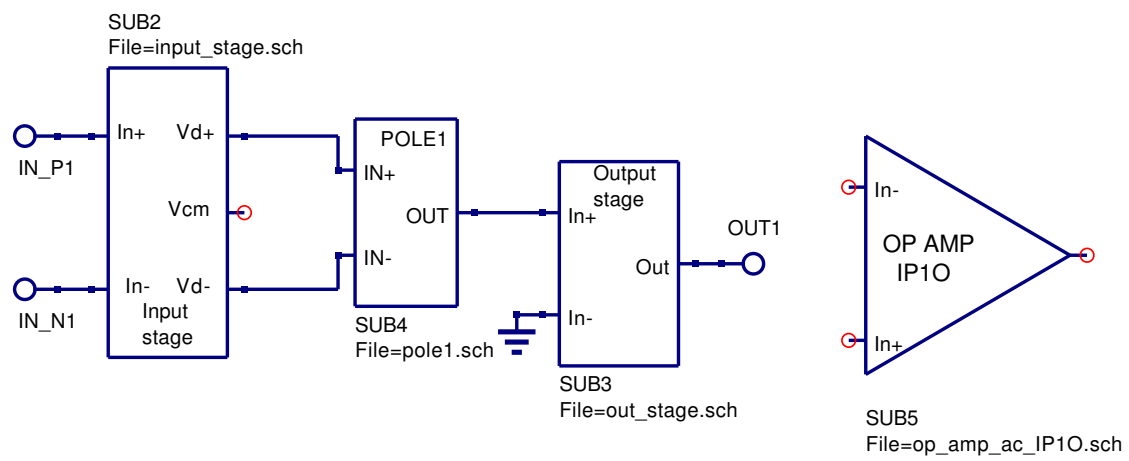 SUB2
File=input_stage.sch
In+
Vd+
IN_P1
Vcm
In-
Vd-
IN_N1
Input
stage
POLE1
IN+
OUT
IN-
SUB4
File=pole1.sch
Output
stage
In+
Out
In-
SUB3
File=out_stage.sch
OUT1
In-
OP AMP
IP1O
In+
SUB5
File=op_amp_ac_IP1O.sch